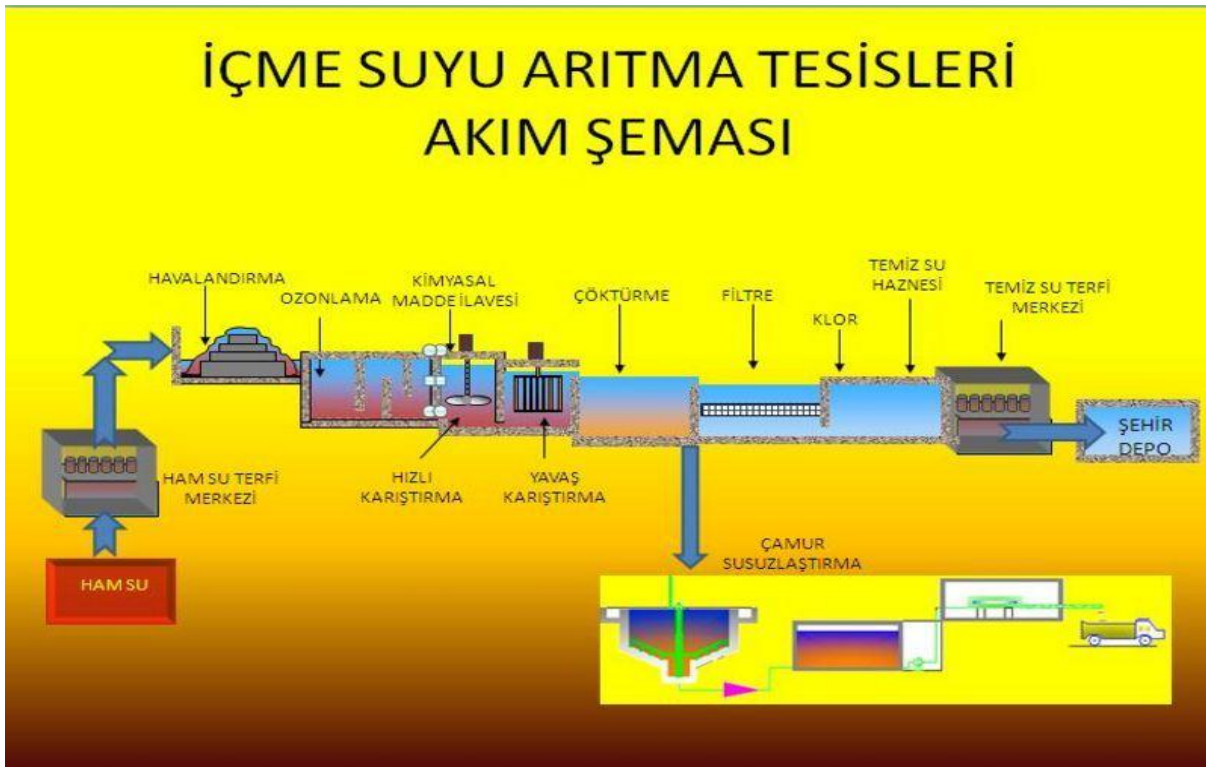 İÇME SUYU ARITMA TESİSLERİ
AKIM ŞEMASI
HAVALANDIRMA
OZONLAMA
KİMYASAL
MADDE İLAVESİ
ÇÖKTÜRME
FİLTRE
KLOR
TEMİZ SU
HAZNESİ
TEMİZ SU TERFİ
MERKEZİ
HAM SU TERFİ
MERKEZİ
HIZLI
KARIŞTIRMA
YAVAŞ
KARIŞTIRMA
ŞEHİR
DEPO
HAM SU
ÇAMUR
SUSUZLAŞTIRMA